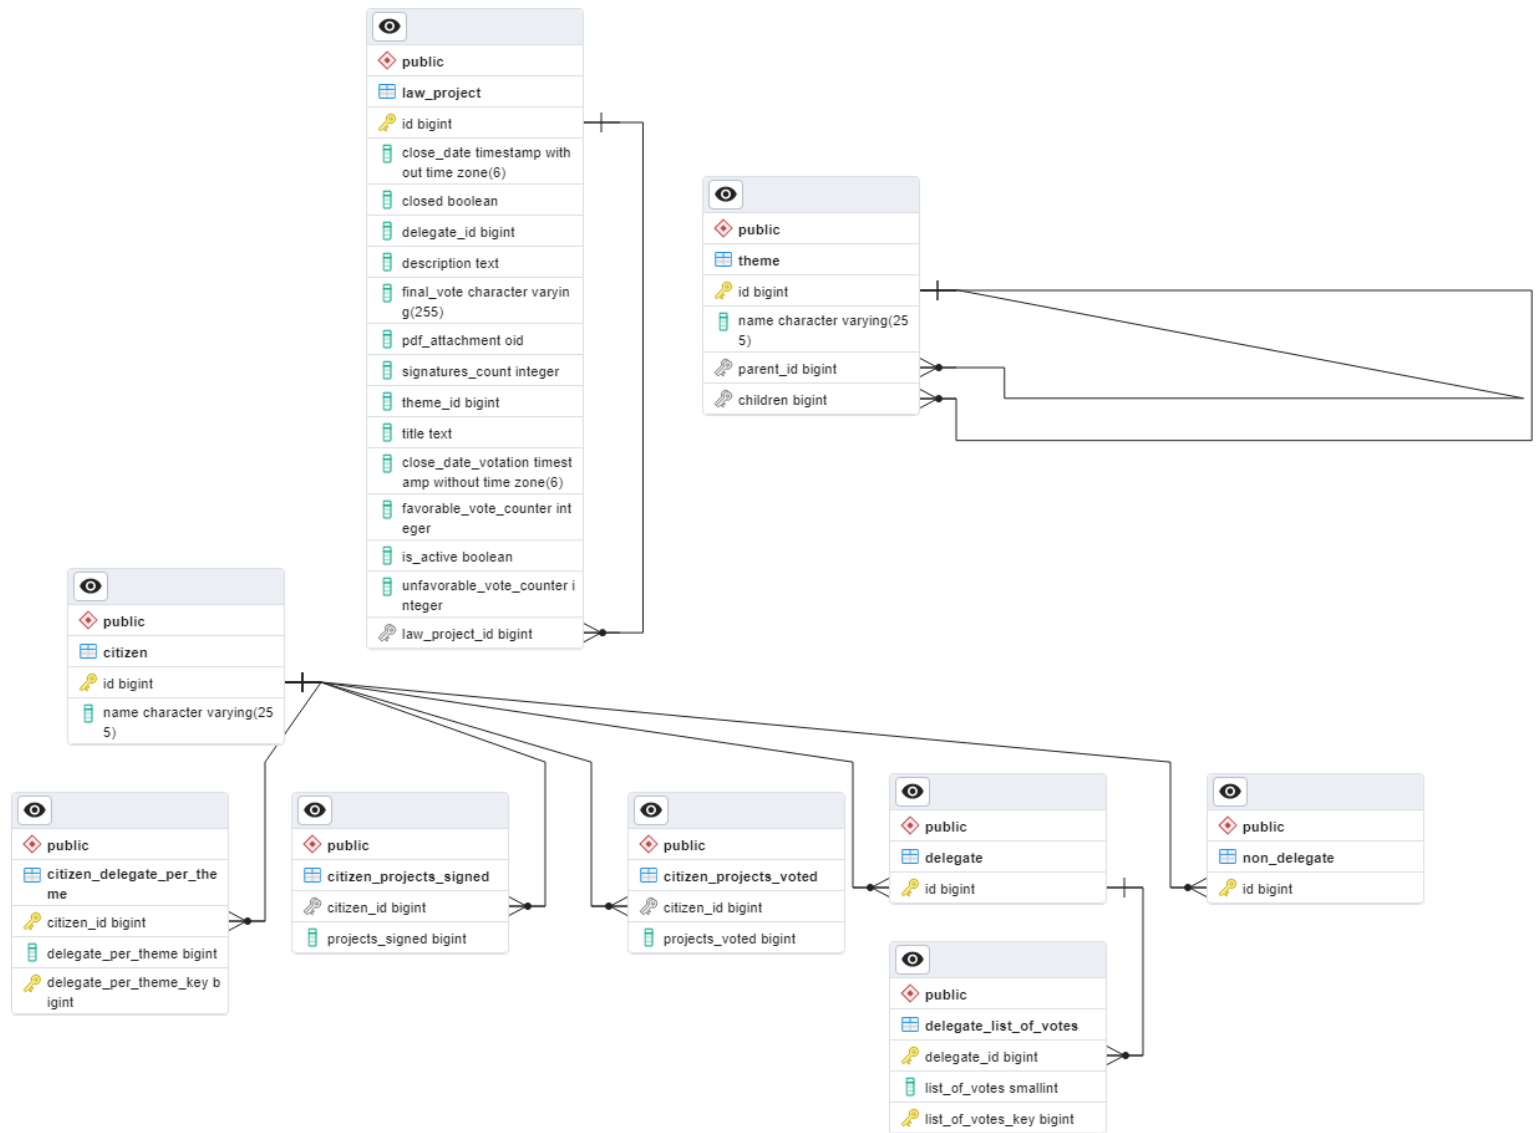 public
law_project
id bigint
close_date timestamp with
out time zone(6)
closed boolean
delegate_id bigint
description text
final_vote character varyin
g(255)
pdf_attachment oid
signatures_count integer
theme_id bigint
title text
close_date_votation timest
amp without time zone(6)
favorable_vote_counter int
eger
is_active boolean
unfavorable_vote_counter i
nteger
law_project_id bigint
public
theme
id bigint
name character varying(25
5)
parent_id bigint
children bigint
public
citizen
id bigint
name character varying(25
5)
public
citizen_delegate_per_the
me
citizen_id bigint
delegate_per_theme bigint
delegate_per_theme_key b
igint
public
citizen_projects_signed
citizen_id bigint
projects_signed bigint
public
citizen_projects_voted
citizen_id bigint
projects_voted bigint
public
delegate
id bigint
public
non_delegate
id bigint
public
delegate_list_of_votes
delegate_id bigint
list_of_votes smallint
list_of_votes_key bigint